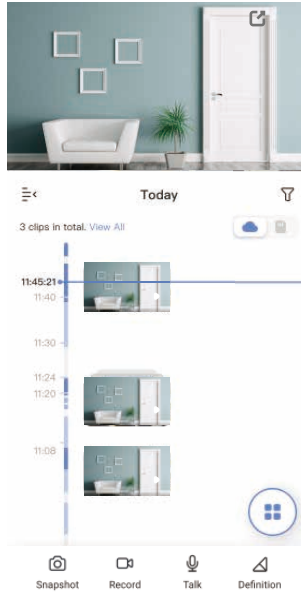 Today
3 clips in total. View All
11:45:21
11:40
11:30
11:24
11:20
11:08
Snapshot Record Talk Definition